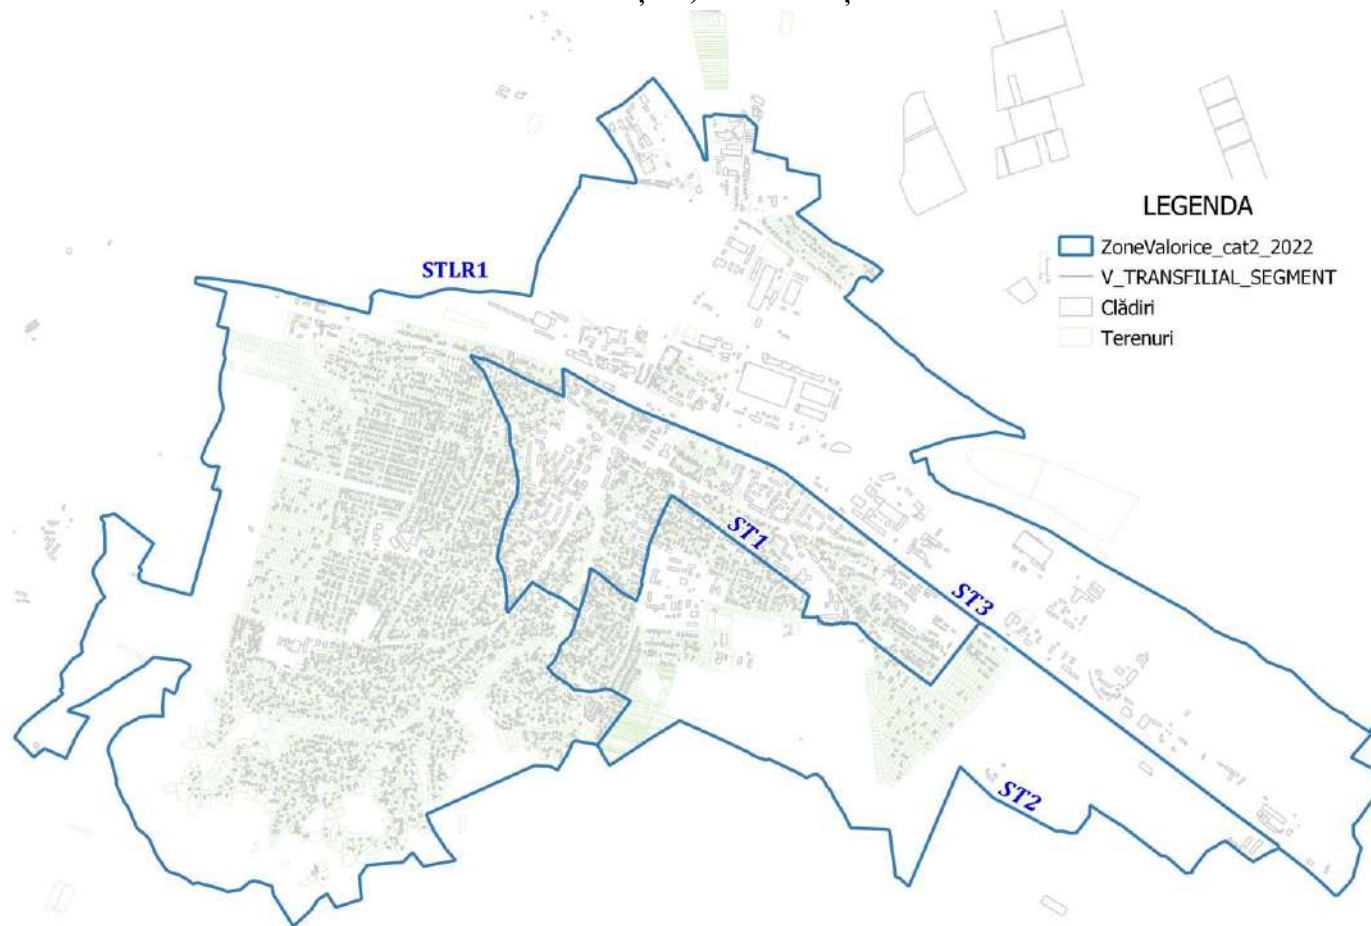 STLR1
LEGENDA
ZoneValorice_cat2_2022
V_TRANSFILIAL_SEGMENT
Clădiri
Terenuri
ST1
ST3
ST2